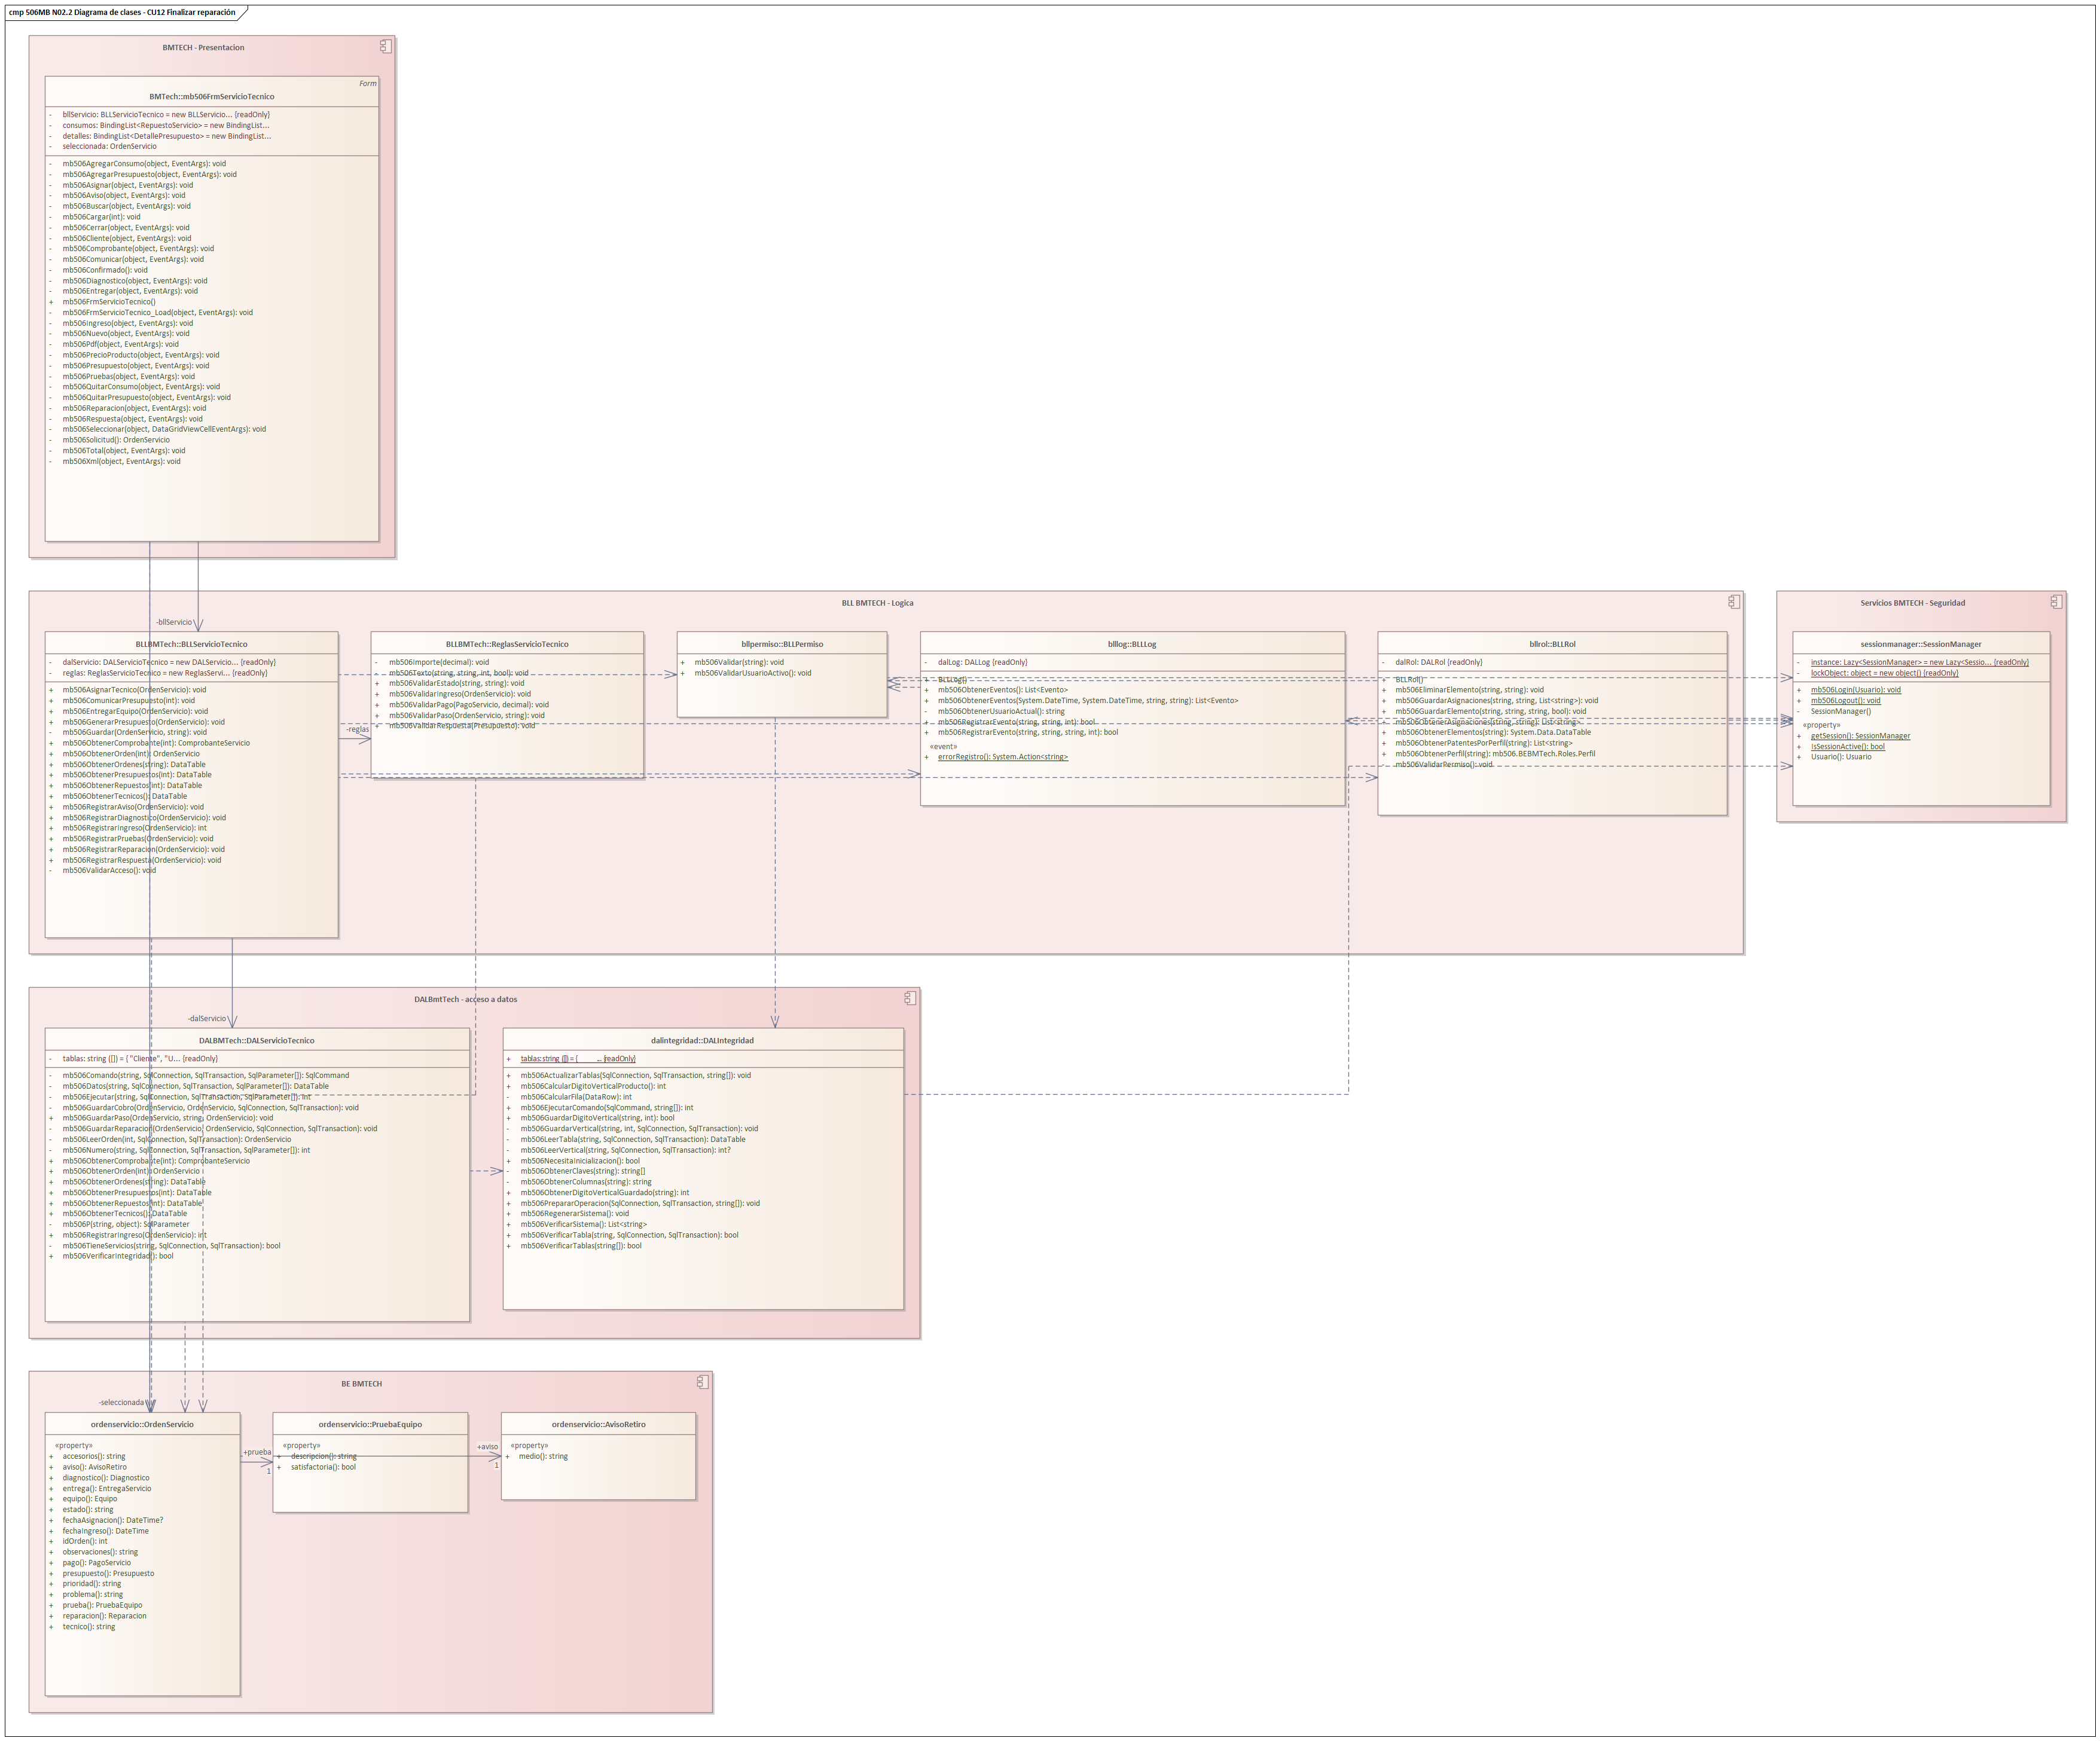 cmp 506MB N02.2 Diagrama de clases - CU12 Finalizar reparación
BMTECH - Presentacion
Form
BMTech::mb506FrmServicioTecnico
- bllServicio: BLLServicioTecnico = new BLLServicio... {readOnly}
- consumos: BindingList<RepuestoServicio> = new BindingList...
- detalles: BindingList<DetallePresupuesto> = new BindingList...
- seleccionada: OrdenServicio
- mb506AgregarConsumo(object, EventArgs): void
- mb506AgregarPresupuesto(object, EventArgs): void
- mb506Asignar(object, EventArgs): void
- mb506Aviso(object, EventArgs): void
- mb506Buscar(object, EventArgs): void
- mb506Cargar(int): void
- mb506Cerrar(object, EventArgs): void
- mb506Cliente(object, EventArgs): void
- mb506Comprobante(object, EventArgs): void
- mb506Comunicar(object, EventArgs): void
- mb506Confirmado(): void
- mb506Diagnostico(object, EventArgs): void
- mb506Entregar(object, EventArgs): void
+ mb506FrmServicioTecnico()
- mb506FrmServicioTecnico_Load(object, EventArgs): void
- mb506Ingreso(object, EventArgs): void
- mb506Nuevo(object, EventArgs): void
- mb506Pdf(object, EventArgs): void
- mb506PrecioProducto(object, EventArgs): void
- mb506Presupuesto(object, EventArgs): void
- mb506Pruebas(object, EventArgs): void
- mb506QuitarConsumo(object, EventArgs): void
- mb506QuitarPresupuesto(object, EventArgs): void
- mb506Reparacion(object, EventArgs): void
- mb506Respuesta(object, EventArgs): void
- mb506Seleccionar(object, DataGridViewCellEventArgs): void
- mb506Solicitud(): OrdenServicio
- mb506Total(object, EventArgs): void
- mb506Xml(object, EventArgs): void
BLL BMTECH - Logica
-bllServicio
BLLBMTech::BLLServicioTecnico
- dalServicio: DALServicioTecnico = new DALServicio... {readOnly}
- reglas: ReglasServicioTecnico = new ReglasServi... {readOnly}
+ mb506AsignarTecnico(OrdenServicio): void
+ mb506ComunicarPresupuesto(int): void
+ mb506EntregarEquipo(OrdenServicio): void
+ mb506GenerarPresupuesto(OrdenServicio): void
- mb506Guardar(OrdenServicio, string): void
+ mb506ObtenerComprobante(int): ComprobanteServicio
+ mb506ObtenerOrden(int): OrdenServicio
+ mb506ObtenerOrdenes(string): DataTable
+ mb506ObtenerPresupuestos(int): DataTable
+ mb506ObtenerRepuestos(int): DataTable
+ mb506ObtenerTecnicos(): DataTable
+ mb506RegistrarAviso(OrdenServicio): void
+ mb506RegistrarDiagnostico(OrdenServicio): void
+ mb506RegistrarIngreso(OrdenServicio): int
+ mb506RegistrarPruebas(OrdenServicio): void
+ mb506RegistrarReparacion(OrdenServicio): void
+ mb506RegistrarRespuesta(OrdenServicio): void
- mb506ValidarAcceso(): void
-reglas
BLLBMTech::ReglasServicioTecnico
- mb506Importe(decimal): void
- mb506Texto(string, string, int, bool): void
+ mb506ValidarEstado(string, string): void
+ mb506ValidarIngreso(OrdenServicio): void
+ mb506ValidarPago(PagoServicio, decimal): void
+ mb506ValidarPaso(OrdenServicio, string): void
+ mb506ValidarRespuesta(Presupuesto): void
bllpermiso::BLLPermiso
+ mb506Validar(string): void
+ mb506ValidarUsuarioActivo(): void
blllog::BLLLog
- dalLog: DALLog {readOnly}
+ BLLLog()
+ mb506ObtenerEventos(): List<Evento>
+ mb506ObtenerEventos(System.DateTime, System.DateTime, string, string): List<Evento>
- mb506ObtenerUsuarioActual(): string
+ mb506RegistrarEvento(string, string, int): bool
+ mb506RegistrarEvento(string, string, string, int): bool
«event»
+ errorRegistro(): System.Action<string>
bllrol::BLLRol
- dalRol: DALRol {readOnly}
+ BLLRol()
+ mb506EliminarElemento(string, string): void
+ mb506GuardarAsignaciones(string, string, List<string>): void
+ mb506GuardarElemento(string, string, string, bool): void
+ mb506ObtenerAsignaciones(string, string): List<string>
+ mb506ObtenerElementos(string): System.Data.DataTable
+ mb506ObtenerPatentesPorPerfil(string): List<string>
+ mb506ObtenerPerfil(string): mb506.BEBMTech.Roles.Perfil
- mb506ValidarPermiso(): void
Servicios BMTECH - Seguridad
sessionmanager::SessionManager
- instance: Lazy<SessionManager> = new Lazy<Sessio... {readOnly}
- lockObject: object = new object() {readOnly}
+ mb506Login(Usuario): void
+ mb506Logout(): void
- SessionManager()
«property»
+ getSession(): SessionManager
+ IsSessionActive(): bool
+ Usuario(): Usuario
DALBmtTech - acceso a datos
-dalServicio
DALBMTech::DALServicioTecnico
- tablas: string ([]) = { "Cliente", "U... {readOnly}
- mb506Comando(string, SqlConnection, SqlTransaction, SqlParameter[]): SqlCommand
- mb506Datos(string, SqlConnection, SqlTransaction, SqlParameter[]): DataTable
- mb506Ejecutar(string, SqlConnection, SqlTransaction, SqlParameter[]): int
- mb506GuardarCobro(OrdenServicio, OrdenServicio, SqlConnection, SqlTransaction): void
+ mb506GuardarPaso(OrdenServicio, string, OrdenServicio): void
- mb506GuardarReparacion(OrdenServicio, OrdenServicio, SqlConnection, SqlTransaction): void
- mb506LeerOrden(int, SqlConnection, SqlTransaction): OrdenServicio
- mb506Numero(string, SqlConnection, SqlTransaction, SqlParameter[]): int
+ mb506ObtenerComprobante(int): ComprobanteServicio
+ mb506ObtenerOrden(int): OrdenServicio
+ mb506ObtenerOrdenes(string): DataTable
+ mb506ObtenerPresupuestos(int): DataTable
+ mb506ObtenerRepuestos(int): DataTable
+ mb506ObtenerTecnicos(): DataTable
- mb506P(string, object): SqlParameter
+ mb506RegistrarIngreso(OrdenServicio): int
- mb506TieneServicios(string, SqlConnection, SqlTransaction): bool
+ mb506VerificarIntegridad(): bool
dalintegridad::DALIntegridad
+ tablas: string ([]) = { ... {readOnly}
+ mb506ActualizarTablas(SqlConnection, SqlTransaction, string[]): void
+ mb506CalcularDigitoVerticalProducto(): int
- mb506CalcularFila(DataRow): int
+ mb506EjecutarComando(SqlCommand, string[]): int
+ mb506GuardarDigitoVertical(string, int): bool
- mb506GuardarVertical(string, int, SqlConnection, SqlTransaction): void
- mb506LeerTabla(string, SqlConnection, SqlTransaction): DataTable
- mb506LeerVertical(string, SqlConnection, SqlTransaction): int?
+ mb506NecesitaInicializacion(): bool
- mb506ObtenerClaves(string): string[]
- mb506ObtenerColumnas(string): string
+ mb506ObtenerDigitoVerticalGuardado(string): int
+ mb506PrepararOperacion(SqlConnection, SqlTransaction, string[]): void
+ mb506RegenerarSistema(): void
+ mb506VerificarSistema(): List<string>
+ mb506VerificarTabla(string, SqlConnection, SqlTransaction): bool
+ mb506VerificarTablas(string[]): bool
BE BMTECH
-seleccionada
ordenservicio::OrdenServicio
«property»
+ accesorios(): string
+ aviso(): AvisoRetiro
+ diagnostico(): Diagnostico
+ entrega(): EntregaServicio
+ equipo(): Equipo
+ estado(): string
+ fechaAsignacion(): DateTime?
+ fechaIngreso(): DateTime
+ idOrden(): int
+ observaciones(): string
+ pago(): PagoServicio
+ presupuesto(): Presupuesto
+ prioridad(): string
+ problema(): string
+ prueba(): PruebaEquipo
+ reparacion(): Reparacion
+ tecnico(): string
+prueba
1
ordenservicio::PruebaEquipo
«property»
+ descripcion(): string
+ satisfactoria(): bool
+aviso
1
ordenservicio::AvisoRetiro
«property»
+ medio(): string